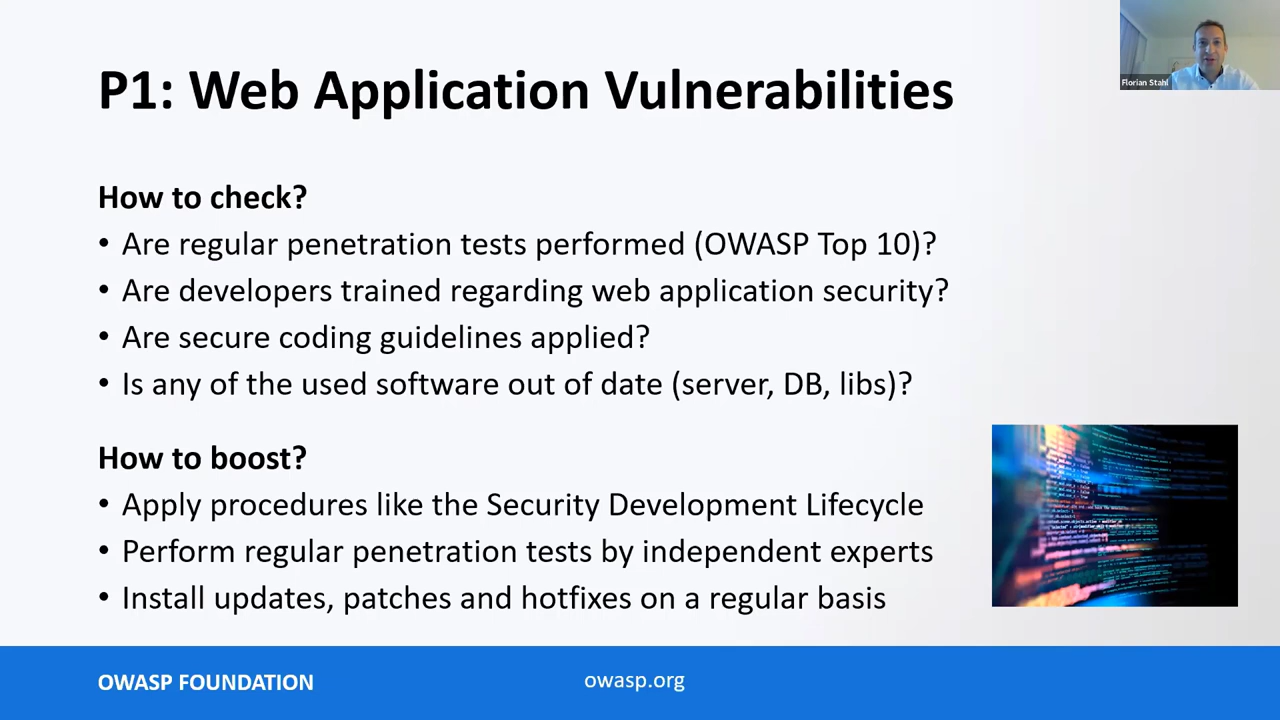 P1: Web Application Vulnerabilities
Florian Stahl
How to check?
• Are regular penetration tests performed (OWASP Top 10)?
• Are developers trained regarding web application security?
• Are secure coding guidelines applied?
• Is any of the used software out of date (server, DB, libs)?
How to boost?
• Apply procedures like the Security Development Lifecycle
• Perform regular penetration tests by independent experts
• Install updates, patches and hotfixes on a regular basis
OWASP FOUNDATION
owasp.org